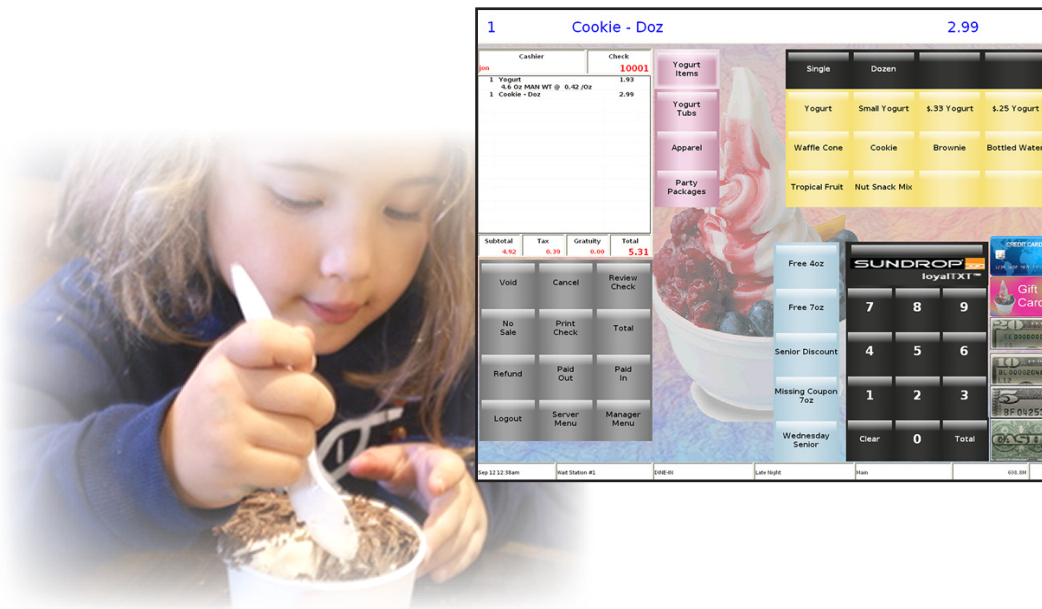 1 Cookie - Doz 2.99
Cashier Check
jon 10001
1 Yogurt 1.93
4.6 Oz MAN WT @ 0.42 /Oz
1 Cookie - Doz 2.99
Subtotal Tax Gratuity Total
4.92 0.39 0.00 5.31
Void Cancel Review Check
No Sale Print Check Total
Refund Paid Out Paid In
Logout Server Menu Manager Menu
Yogurt Items
Yogurt Tubs
Apparel
Party Packages
Single Dozen
Yogurt Small Yogurt $.33 Yogurt $.25 Yogurt
Waffle Cone Cookie Brownie Bottled Water
Tropical Fruit Nut Snack Mix
Free 4oz
Free 7oz
Senior Discount
Missing Coupon 7oz
Wednesday Senior
SUNDROP
loyalTXT™
7 8 9
4 5 6
1 2 3
Clear 0 Total
CREDIT CARD
Gift
Card
20
10
5
Sep 12 12:38am Wait Station #1 DINE-IN Late Night Main